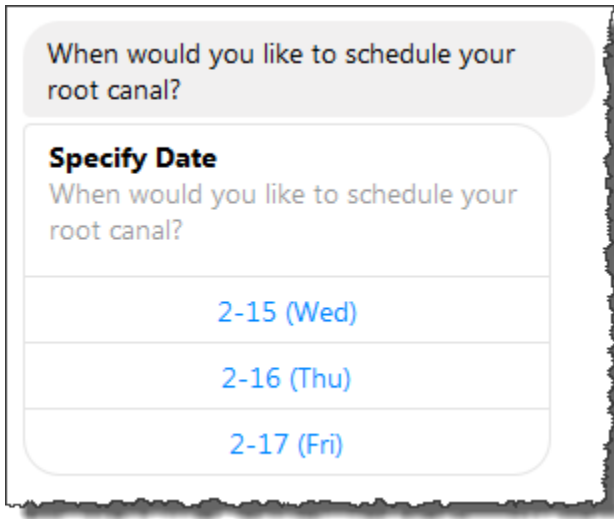 When would you like to schedule your
root canal?
Specify Date
When would you like to schedule your
root canal?
2-15 (Wed)
2-16 (Thu)
2-17 (Fri)